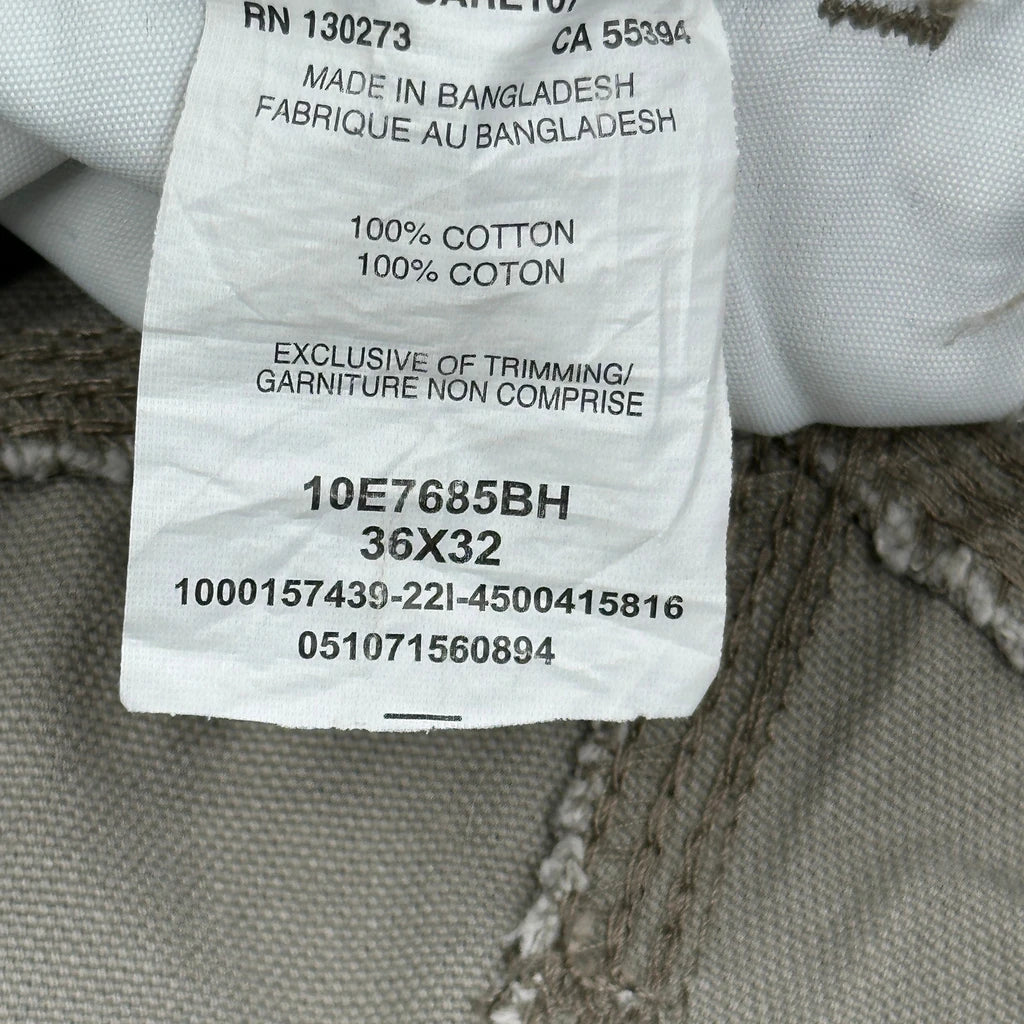 RN 130273 CA 55394
MADE IN BANGLADESH
FABRIQUE AU BANGLADESH
100% COTTON
100% COTON
EXCLUSIVE OF TRIMMING/
GARNITURE NON COMPRISE
10E7685BH
36X32
1000157439-22I-4500415816
051071560894